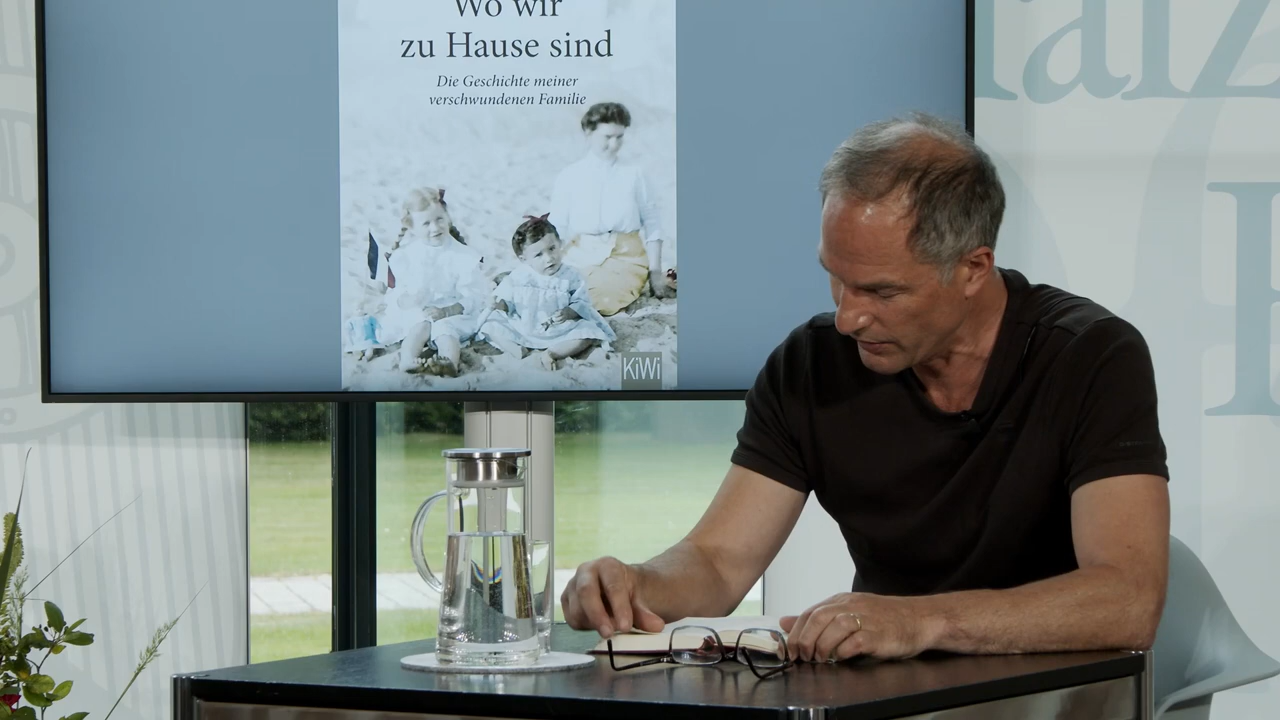 Wo wir
zu Hause sind
Die Geschichte meiner
verschwundenen Familie
KiWi